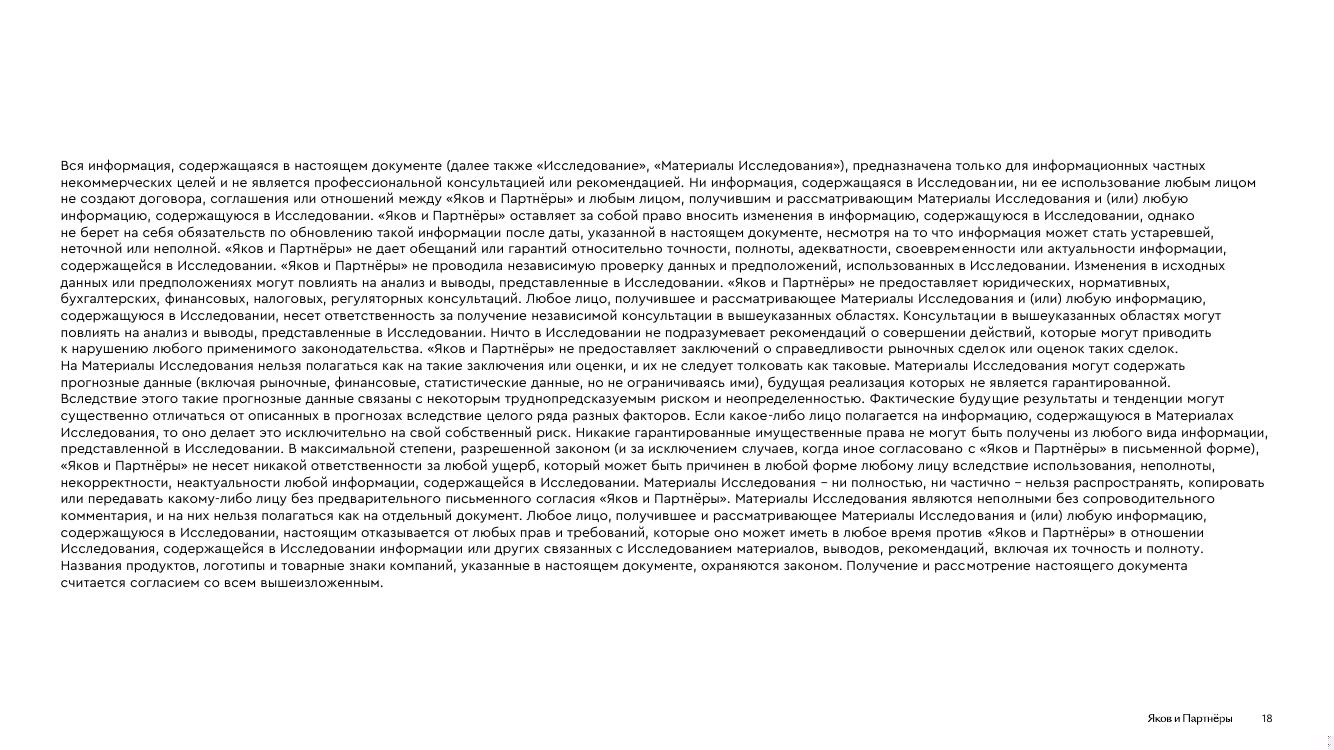 Вся информация, содержащаяся в настоящем документе (далее также «Исследование», «Материалы Исследования»), предназначена только для информационных частных
некоммерческих целей и не является профессиональной консультацией или рекомендацией. Ни информация, содержащаяся в Исследовании, ни ее использование любым лицом
не создают договора, соглашения или отношений между «Яков и Партнёры» и любым лицом, получившим и рассматривающим Материалы Исследования и (или) любую
информацию, содержащуюся в Исследовании. «Яков и Партнёры» оставляет за собой право вносить изменения в информацию, содержащуюся в Исследовании, однако
не берет на себя обязательств по обновлению такой информации после даты, указанной в настоящем документе, несмотря на то что информация может стать устаревшей,
неточной или неполной. «Яков и Партнёры» не дает обещаний или гарантий относительно точности, полноты, адекватности, своевременности или актуальности информации,
содержащейся в Исследовании. «Яков и Партнёры» не проводила независимую проверку данных и предположений, использованных в Исследовании. Изменения в исходных
данных или предположениях могут повлиять на анализ и выводы, представленные в Исследовании. «Яков и Партнёры» не предоставляет юридических, нормативных,
бухгалтерских, финансовых, налоговых, регуляторных консультаций. Любое лицо, получившее и рассматривающее Материалы Исследования и (или) любую информацию,
содержащуюся в Исследовании, несет ответственность за получение независимой консультации в вышеуказанных областях. Консультации в вышеуказанных областях могут
повлиять на анализ и выводы, представленные в Исследовании. Ничто в Исследовании не подразумевает рекомендаций о совершении действий, которые могут приводить
к нарушению любого применимого законодательства. «Яков и Партнёры» не предоставляет заключений о справедливости рыночных сделок или оценок таких сделок.
На Материалы Исследования нельзя полагаться как на такие заключения или оценки, и их не следует толковать как таковые. Материалы Исследования могут содержать
прогнозные данные (включая рыночные, финансовые, статистические данные, но не ограничиваясь ими), будущая реализация которых не является гарантированной.
Вследствие этого такие прогнозные данные связаны с некоторым труднопредсказуемым риском и неопределенностью. Фактические будущие результаты и тенденции могут
существенно отличаться от описанных в прогнозах вследствие целого ряда разных факторов. Если какое-либо лицо полагается на информацию, содержащуюся в Материалах
Исследования, то оно делает это исключительно на свой собственный риск. Никакие гарантированные имущественные права не могут быть получены из любого вида информации,
представленной в Исследовании. В максимальной степени, разрешенной законом (и за исключением случаев, когда иное согласовано с «Яков и Партнёры» в письменной форме),
«Яков и Партнёры» не несет никакой ответственности за любой ущерб, который может быть причинен в любой форме любому лицу вследствие использования, неполноты,
некорректности, неактуальности любой информации, содержащейся в Исследовании. Материалы Исследования – ни полностью, ни частично – нельзя распространять, копировать
или передавать какому-либо лицу без предварительного письменного согласия «Яков и Партнёры». Материалы Исследования являются неполными без сопроводительного
комментария, и на них нельзя полагаться как на отдельный документ. Любое лицо, получившее и рассматривающее Материалы Исследования и (или) любую информацию,
содержащуюся в Исследовании, настоящим отказывается от любых прав и требований, которые оно может иметь в любое время против «Яков и Партнёры» в отношении
Исследования, содержащейся в Исследовании информации или других связанных с Исследованием материалов, выводов, рекомендаций, включая их точность и полноту.
Названия продуктов, логотипы и товарные знаки компаний, указанные в настоящем документе, охраняются законом. Получение и рассмотрение настоящего документа
считается согласием со всем вышеизложенным.
Яков и Партнёры 18